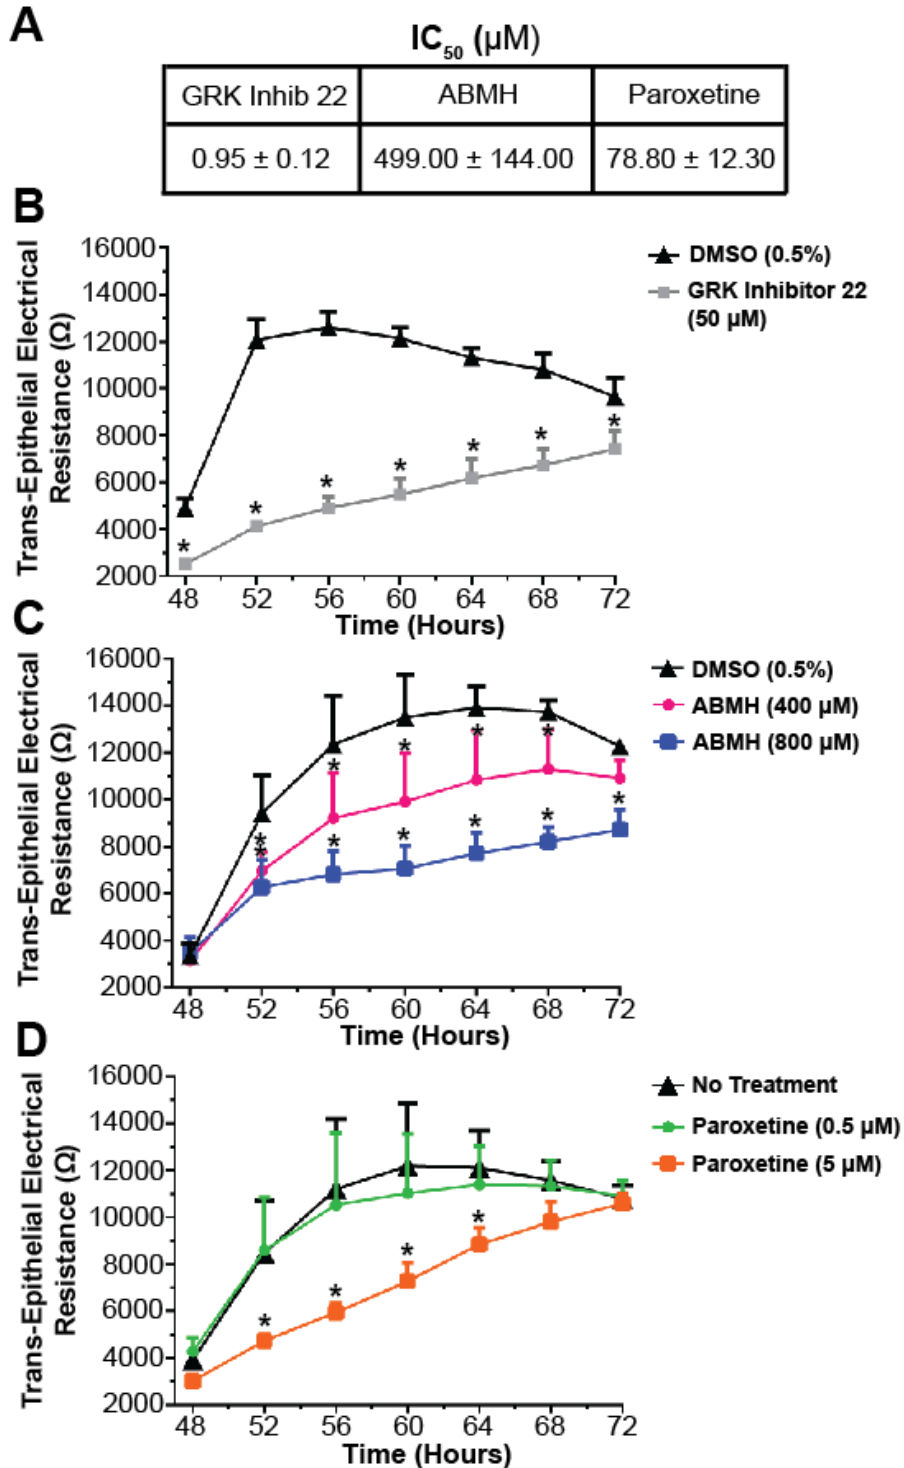 A
IC50 (µM)
GRK Inhib 22 ABMH Paroxetine
0.95 ± 0.12 499.00 ± 144.00 78.80 ± 12.30
B
Trans-Epithelial Electrical
Resistance (Ω)
16000
14000
12000
10000
8000
6000
4000
2000
48 52 56 60 64 68 72
Time (Hours)
DMSO (0.5%)
GRK Inhibitor 22
(50 µM)
* * * * * * *
C
Trans-Epithelial Electrical
Resistance (Ω)
16000
14000
12000
10000
8000
6000
4000
2000
48 52 56 60 64 68 72
Time (Hours)
DMSO (0.5%)
ABMH (400 µM)
ABMH (800 µM)
* * * * *
* * * * * *
D
Trans-Epithelial Electrical
Resistance (Ω)
16000
14000
12000
10000
8000
6000
4000
2000
48 52 56 60 64 68 72
Time (Hours)
No Treatment
Paroxetine (0.5 µM)
Paroxetine (5 µM)
* * * *